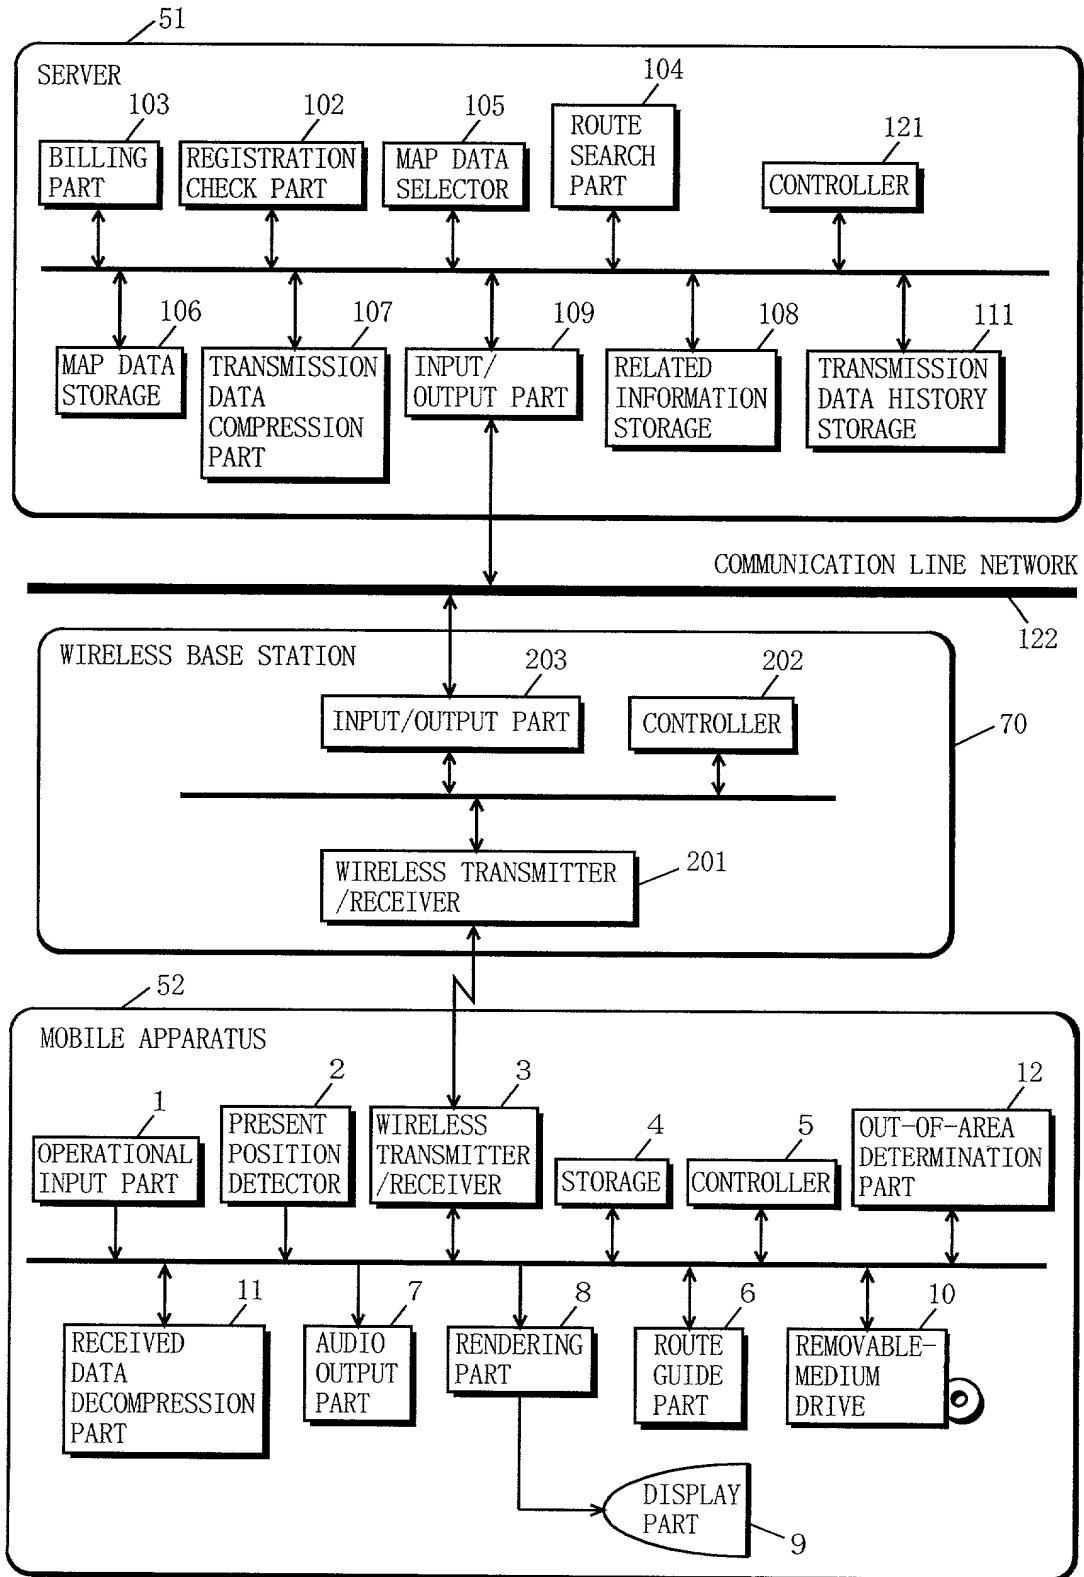 51
SERVER
103
102
105
104
121
BILLING
PART
REGISTRATION
CHECK PART
MAP DATA
SELECTOR
ROUTE
SEARCH
PART
CONTROLLER
106
107
109
108
111
MAP DATA
STORAGE
TRANSMISSION
DATA
COMPRESSION
PART
INPUT/
OUTPUT PART
RELATED
INFORMATION
STORAGE
TRANSMISSION
DATA HISTORY
STORAGE
COMMUNICATION LINE NETWORK
122
WIRELESS BASE STATION
203
202
INPUT/OUTPUT PART
CONTROLLER
70
WIRELESS TRANSMITTER
/RECEIVER
201
52
MOBILE APPARATUS
1
2
3
4
5
12
OPERATIONAL
INPUT PART
PRESENT
POSITION
DETECTOR
WIRELESS
TRANSMITTER
/RECEIVER
STORAGE
CONTROLLER
OUT-OF-AREA
DETERMINATION
PART
11
7
8
6
10
RECEIVED
DATA
DECOMPRESSION
PART
AUDIO
OUTPUT
PART
RENDERING
PART
ROUTE
GUIDE
PART
REMOVABLE-
MEDIUM
DRIVE
DISPLAY
PART
9